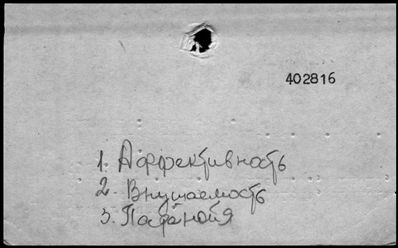 402816
1. Аффективность
2. Внушаемость
3. Паранойя